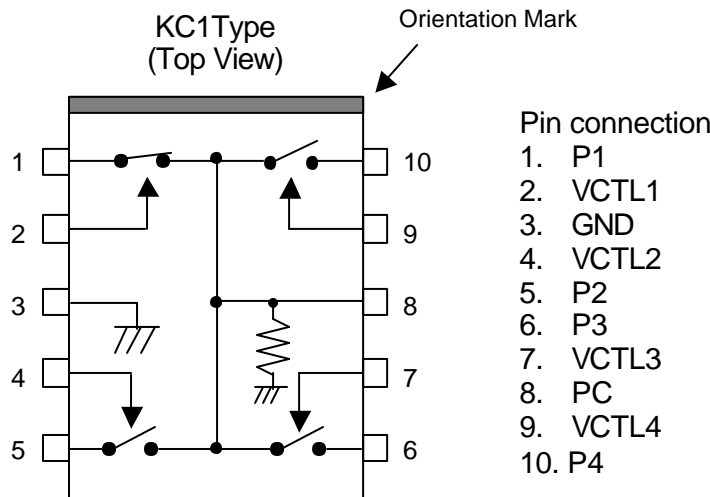 KC1Type
(Top View)
Orientation Mark
1
2
3
4
5
10
9
8
7
6
Pin connection
1. P1
2. VCTL1
3. GND
4. VCTL2
5. P2
6. P3
7. VCTL3
8. PC
9. VCTL4
10. P4